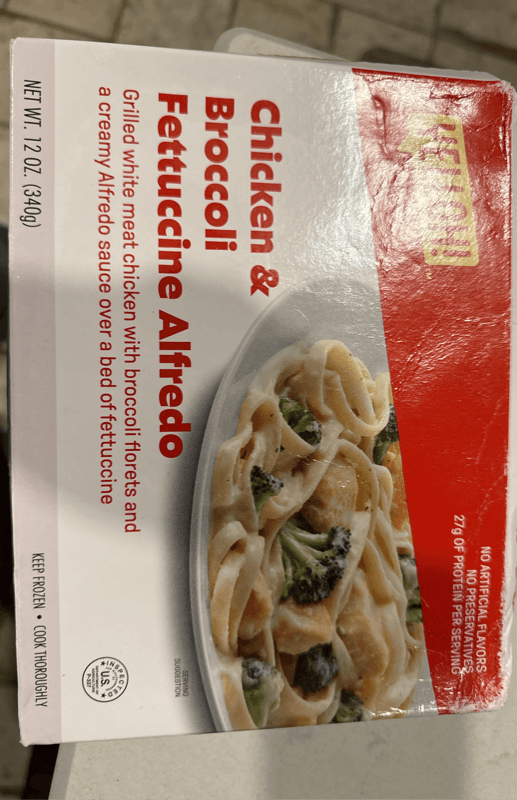 YELLOH!
NO ARTIFICIAL FLAVORS
NO PRESERVATIVES
27g OF PROTEIN PER SERVING
Chicken &
Broccoli
Fettuccine Alfredo
Grilled white meat chicken with broccoli florets and
a creamy Alfredo sauce over a bed of fettuccine
SERVING
SUGGESTION
INSPECTED
U.S.
NET WT. 12 OZ. (340g)
KEEP FROZEN • COOK THOROUGHLY